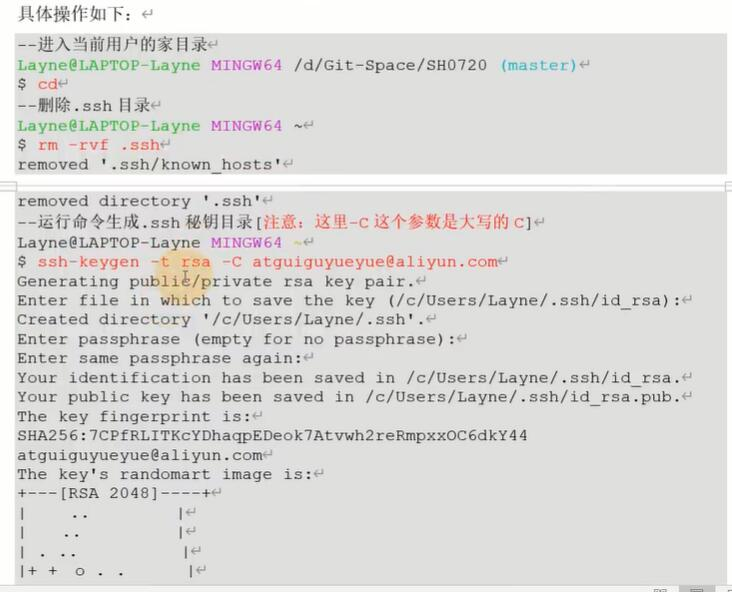 具体操作如下：↵
--进入当前用户的家目录↵
Layne@LAPTOP-Layne MINGW64 /d/Git-Space/SH0720 (master)↵
$ cd↵
--删除.ssh 目录↵
Layne@LAPTOP-Layne MINGW64 ~↵
$ rm -rvf .ssh↵
removed '.ssh/known_hosts'↵
removed directory '.ssh'↵
--运行命令生成.ssh 秘钥目录[注意：这里-C 这个参数是大写的 C]↵
Layne@LAPTOP-Layne MINGW64 ~↵
$ ssh-keygen -t rsa -C atguiguyueyue@aliyun.com↵
Generating public/private rsa key pair.↵
Enter file in which to save the key (/c/Users/Layne/.ssh/id_rsa):↵
Created directory '/c/Users/Layne/.ssh'.↵
Enter passphrase (empty for no passphrase):↵
Enter same passphrase again:↵
Your identification has been saved in /c/Users/Layne/.ssh/id_rsa.↵
Your public key has been saved in /c/Users/Layne/.ssh/id_rsa.pub.↵
The key fingerprint is:↵
SHA256:7CPfRLITKcYDhaqpEDeok7Atvwh2reRmpxxOC6dkY44
atguiguyueyue@aliyun.com↵
The key's randomart image is:↵
+---[RSA 2048]----+↵
|    ..         |↵
|   ..          |↵
| . ..           |↵
|+ + o . .       |↵